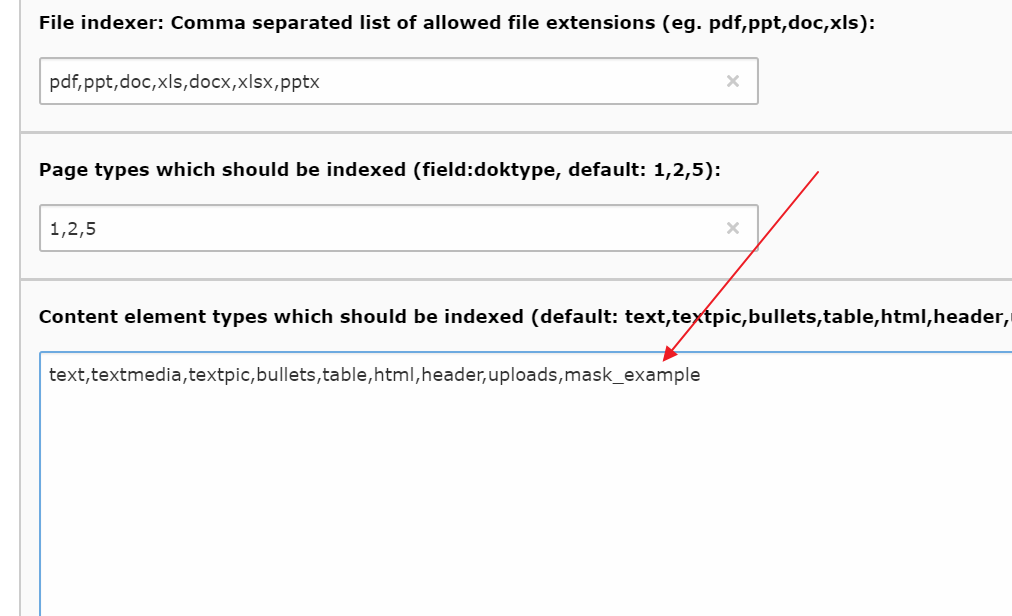 File indexer: Comma separated list of allowed file extensions (eg. pdf,ppt,doc,xls):
pdf,ppt,doc,xls,docx,xlsx,pptx
Page types which should be indexed (field:doktype, default: 1,2,5):
1,2,5
Content element types which should be indexed (default: text,textpic,bullets,table,html,header,
text,textmedia,textpic,bullets,table,html,header,uploads,mask_example